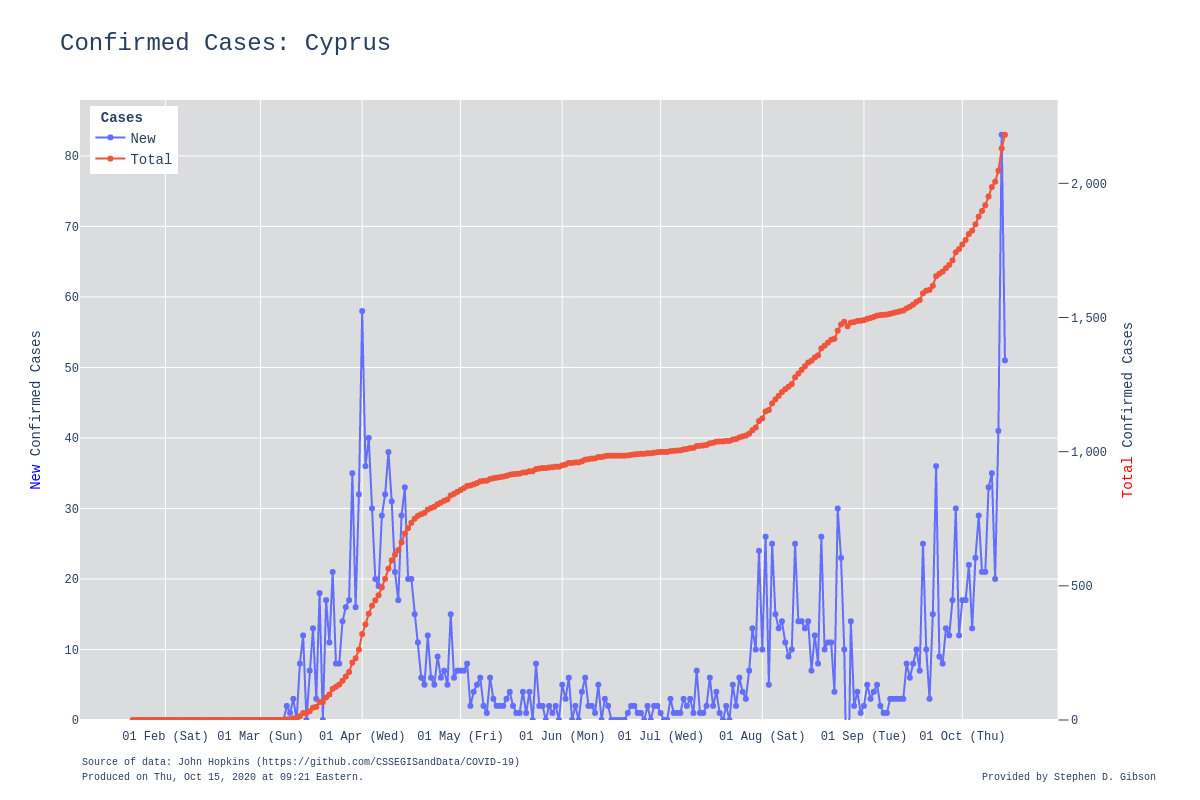 Confirmed Cases: Cyprus
Cases
New
Total
80
70
60
50
40
30
20
10
0
New Confirmed Cases
2,000
1,500
1,000
500
0
Total Confirmed Cases
01 Feb (Sat) 01 Mar (Sun) 01 Apr (Wed) 01 May (Fri) 01 Jun (Mon) 01 Jul (Wed) 01 Aug (Sat) 01 Sep (Tue) 01 Oct (Thu)
Source of data: John Hopkins (https://github.com/CSSEGISandData/COVID-19)
Produced on Thu, Oct 15, 2020 at 09:21 Eastern.
Provided by Stephen D. Gibson